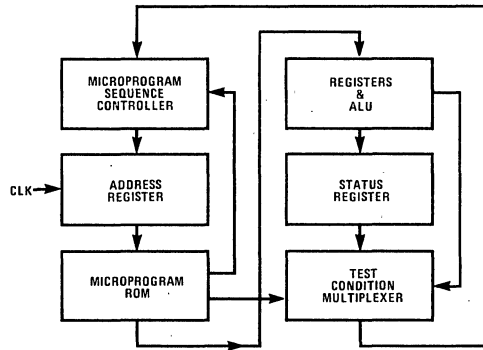 MICROPROGRAM
SEQUENCE
CONTROLLER
REGISTERS
&
ALU
CLK
ADDRESS
REGISTER
STATUS
REGISTER
MICROPROGRAM
ROM
TEST
CONDITION
MULTIPLEXER